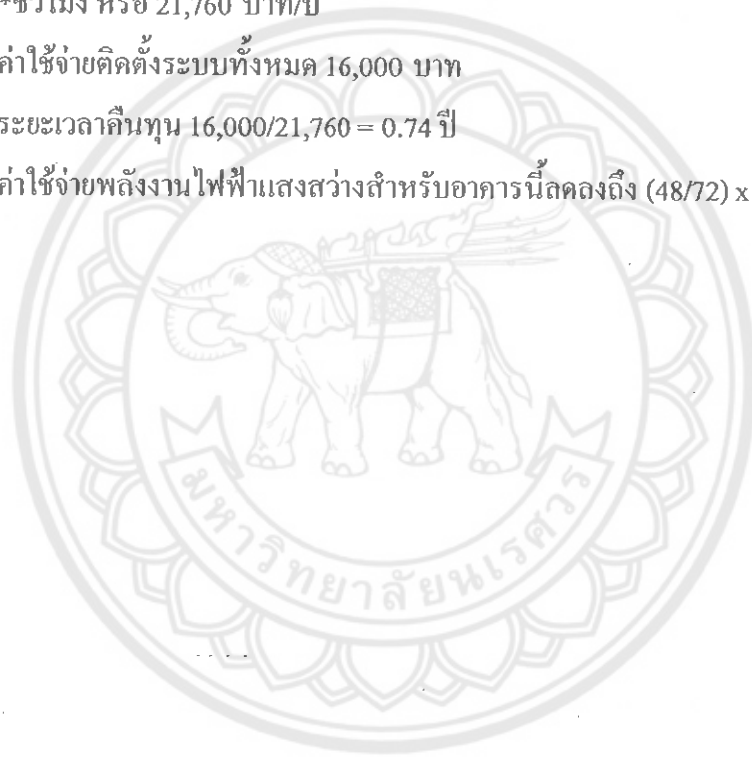 ชั่วโมง หรือ 21,760 บาท/ปี
ค่าใช้จ่ายติดตั้งระบบทั้งหมด 16,000 บาท
ระยะเวลาคืนทุน 16,000/21,760 = 0.74 ปี
ค่าใช้จ่ายพลังงานไฟฟ้าแสงสว่างสำหรับอาคารนี้ลดลงถึง (48/72) x
มหาวิทยาลัยนเรศวร